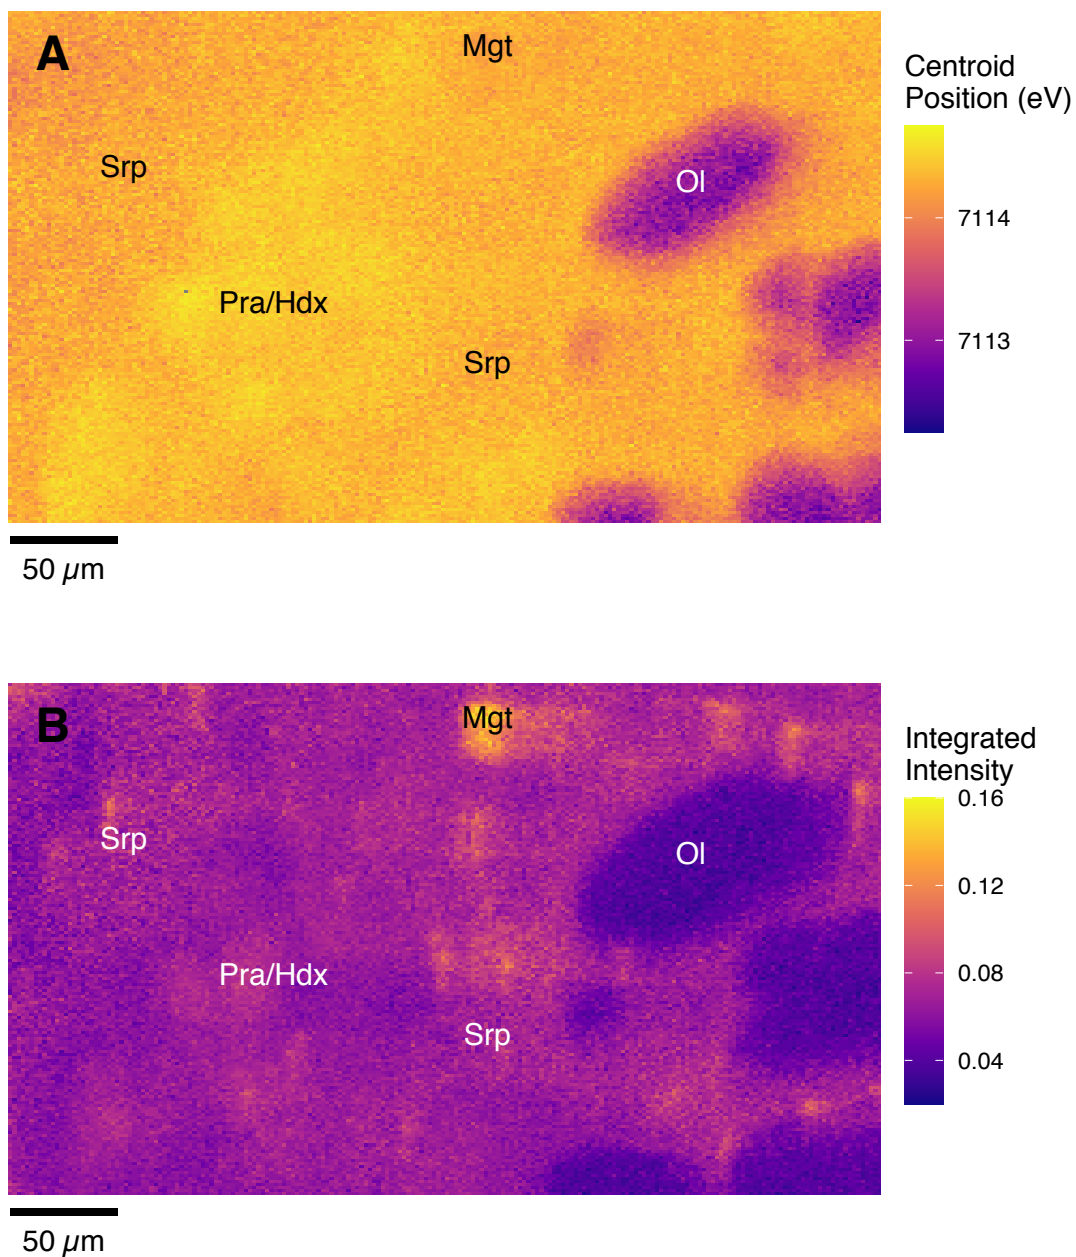 A
Mgt
Srp
Ol
Pra/Hdx
Srp
Centroid
Position (eV)
7114
7113
50 µm
B
Mgt
Srp
Ol
Pra/Hdx
Srp
Integrated
Intensity
0.16
0.12
0.08
0.04
50 µm